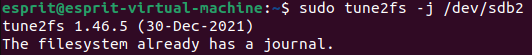 esprit@esprit-virtual-machine:~$ sudo tune2fs -j /dev/sdb2
tune2fs 1.46.5 (30-Dec-2021)
The filesystem already has a journal.